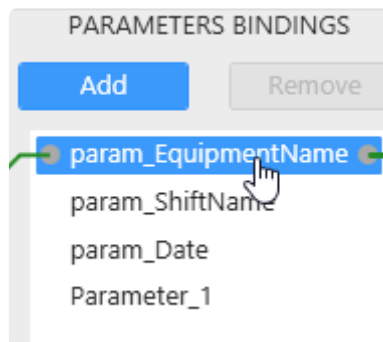 PARAMETERS BINDINGS
Add Remove
param_EquipmentName
param_ShiftName
param_Date
Parameter_1